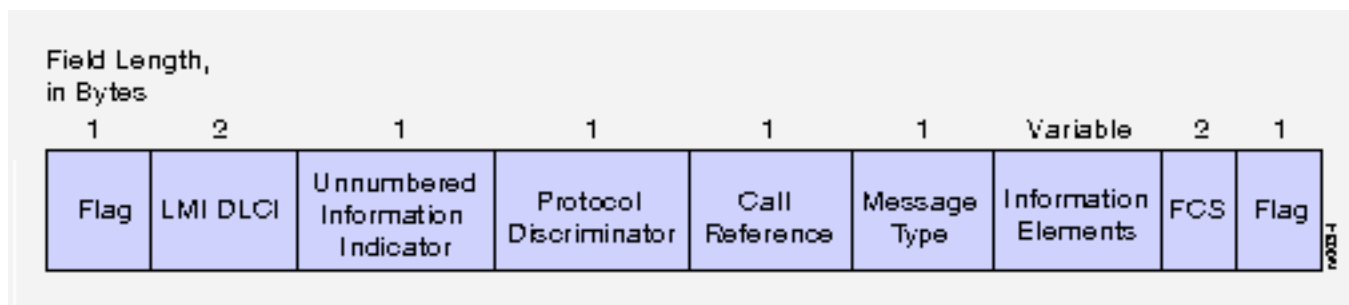 Field Length,
in Bytes
1 2 1 1 1 1 Variable 2 1
Flag
LMI DLCI
Unnumbered
Information
Indicator
Protocol
Discriminator
Call
Reference
Message
Type
Information
Elements
FCS
Flag